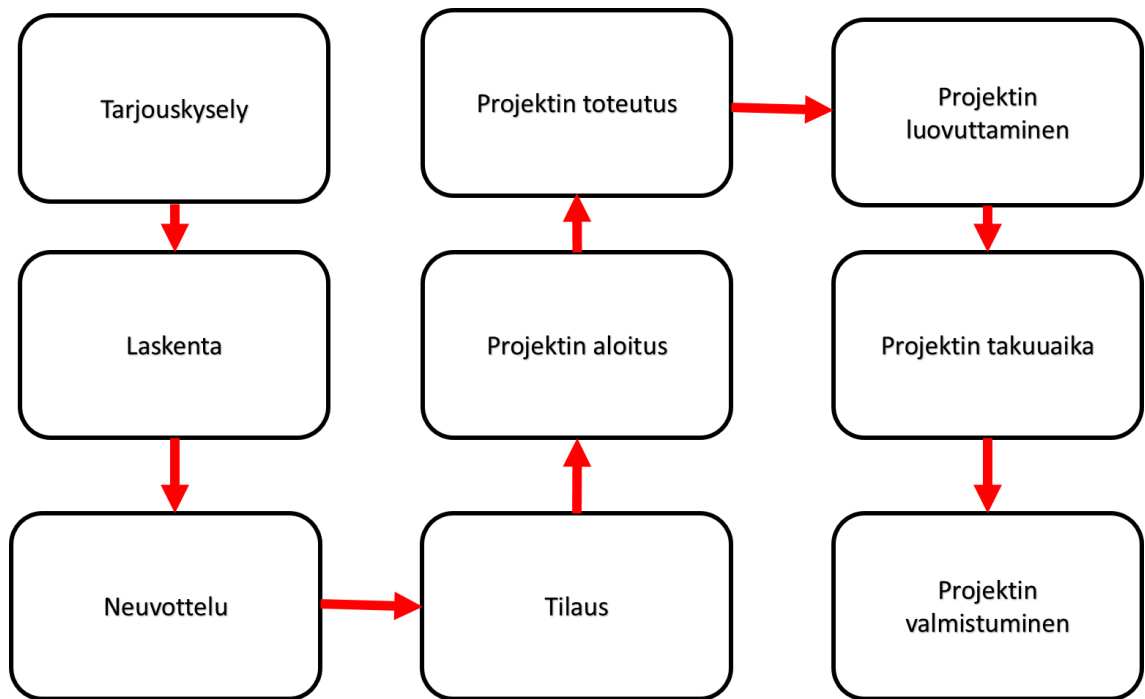 Tarjouskysely
Laskenta
Neuvottelu
Tilaus
Projektin aloitus
Projektin toteutus
Projektin
luovuttaminen
Projektin takuuaika
Projektin
valmistuminen